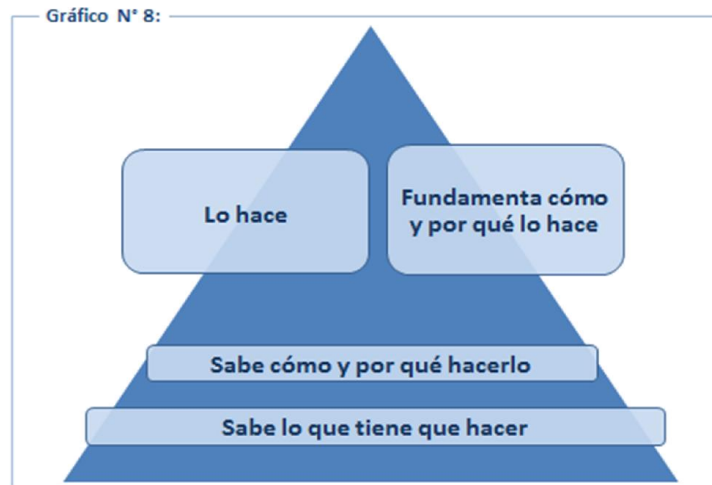 Gráfico N° 8:
Lo hace
Fundamenta cómo
y por qué lo hace
Sabe cómo y por qué hacerlo
Sabe lo que tiene que hacer